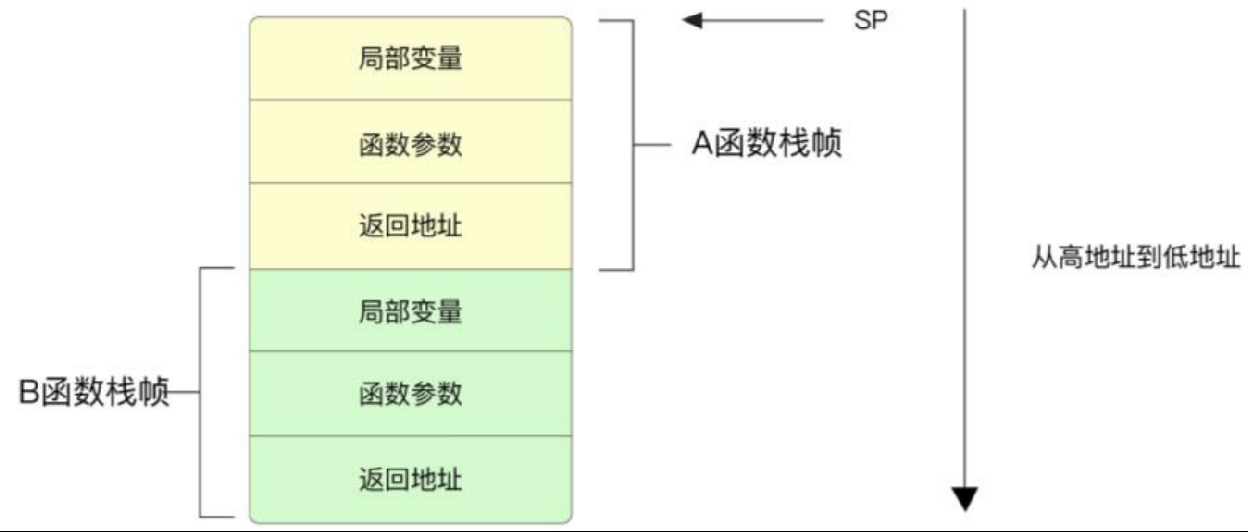 SP
局部变量
函数参数
A函数栈帧
返回地址
从高地址到低地址
局部变量
B函数栈帧
函数参数
返回地址